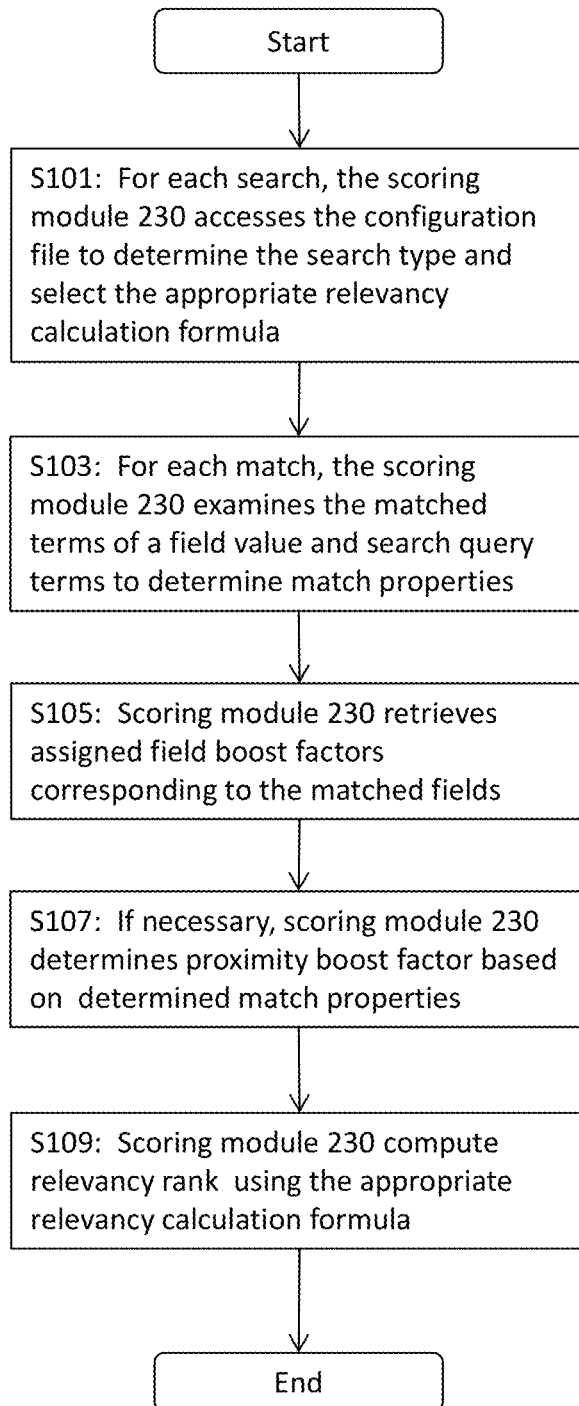 Start
S101: For each search, the scoring
module 230 accesses the configuration
file to determine the search type and
select the appropriate relevancy
calculation formula
S103: For each match, the scoring
module 230 examines the matched
terms of a field value and search query
terms to determine match properties
S105: Scoring module 230 retrieves
assigned field boost factors
corresponding to the matched fields
S107: If necessary, scoring module 230
determines proximity boost factor based
on determined match properties
S109: Scoring module 230 compute
relevancy rank using the appropriate
relevancy calculation formula
End